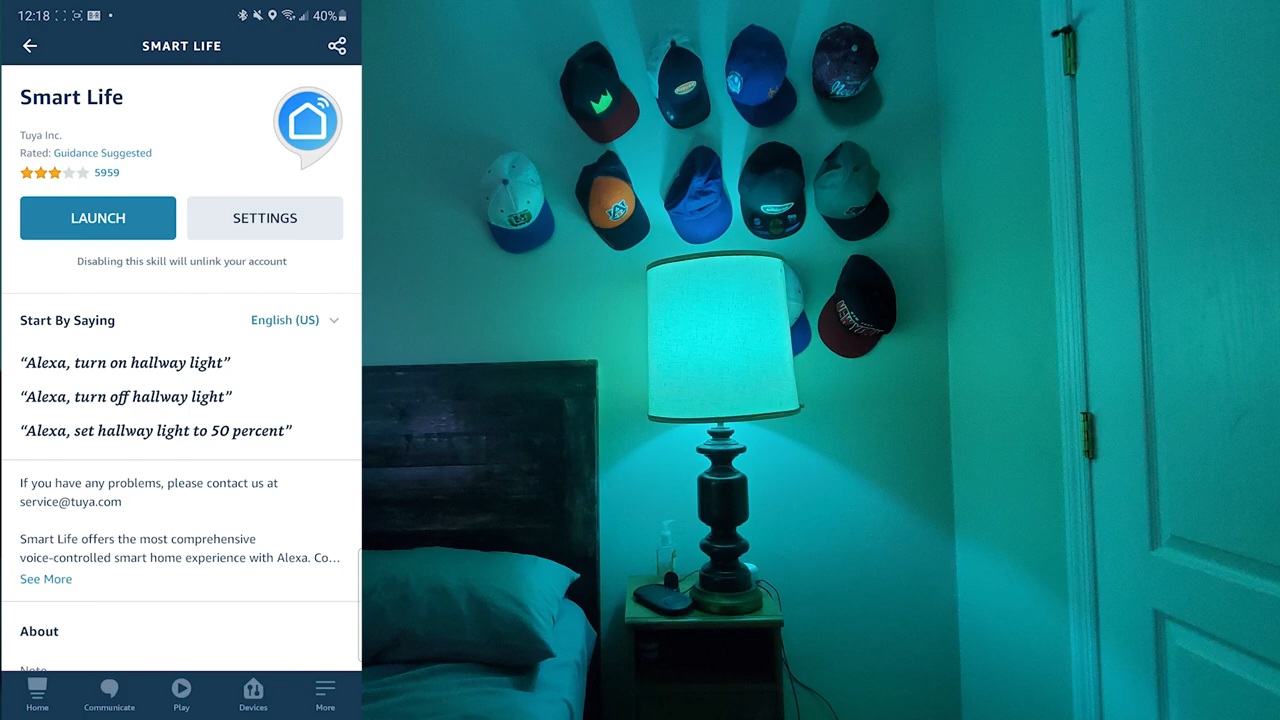 12:18
40%
SMART LIFE
Smart Life
Tuya Inc.
Rated: Guidance Suggested
5959
LAUNCH
SETTINGS
Disabling this skill will unlink your account
Start By Saying
English (US)
“Alexa, turn on hallway light”
“Alexa, turn off hallway light”
“Alexa, set hallway light to 50 percent”
If you have any problems, please contact us at
service@tuya.com
Smart Life offers the most comprehensive
voice-controlled smart home experience with Alexa. Co...
See More
About
Note
Home
Communicate
Play
Devices
More